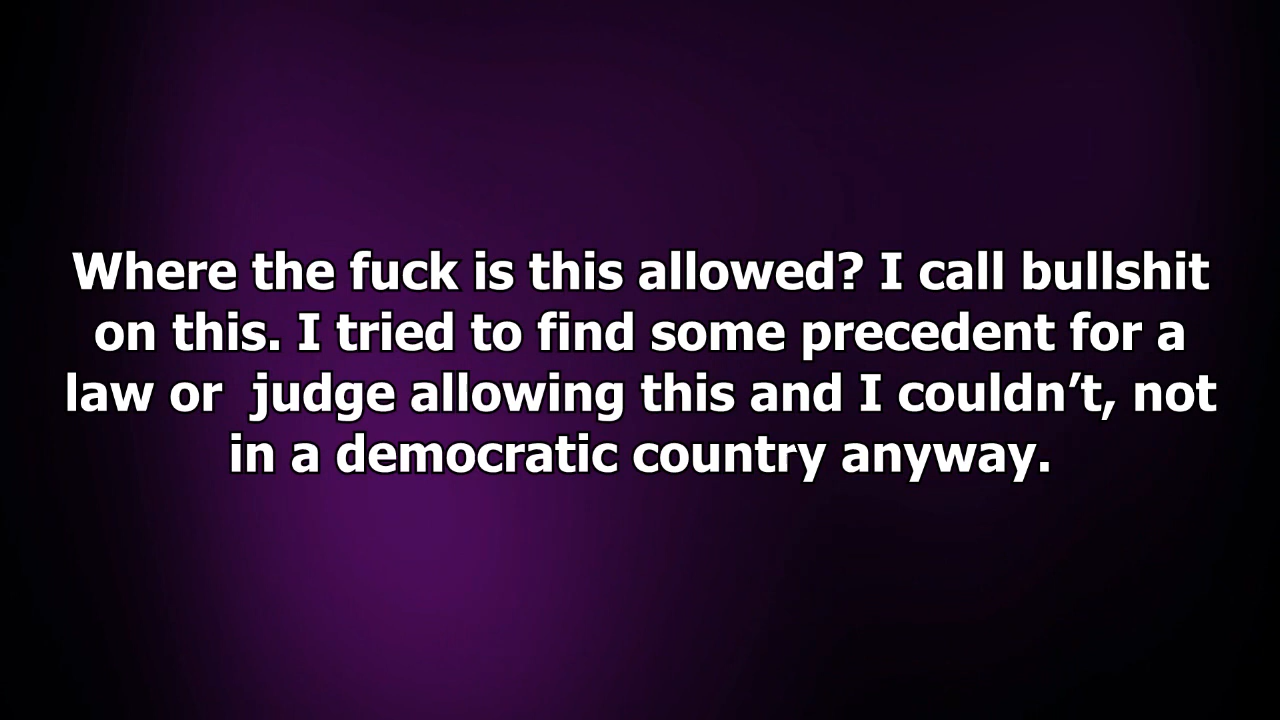 Where the fuck is this allowed? I call bullshit
on this. I tried to find some precedent for a
law or  judge allowing this and I couldn’t, not
in a democratic country anyway.